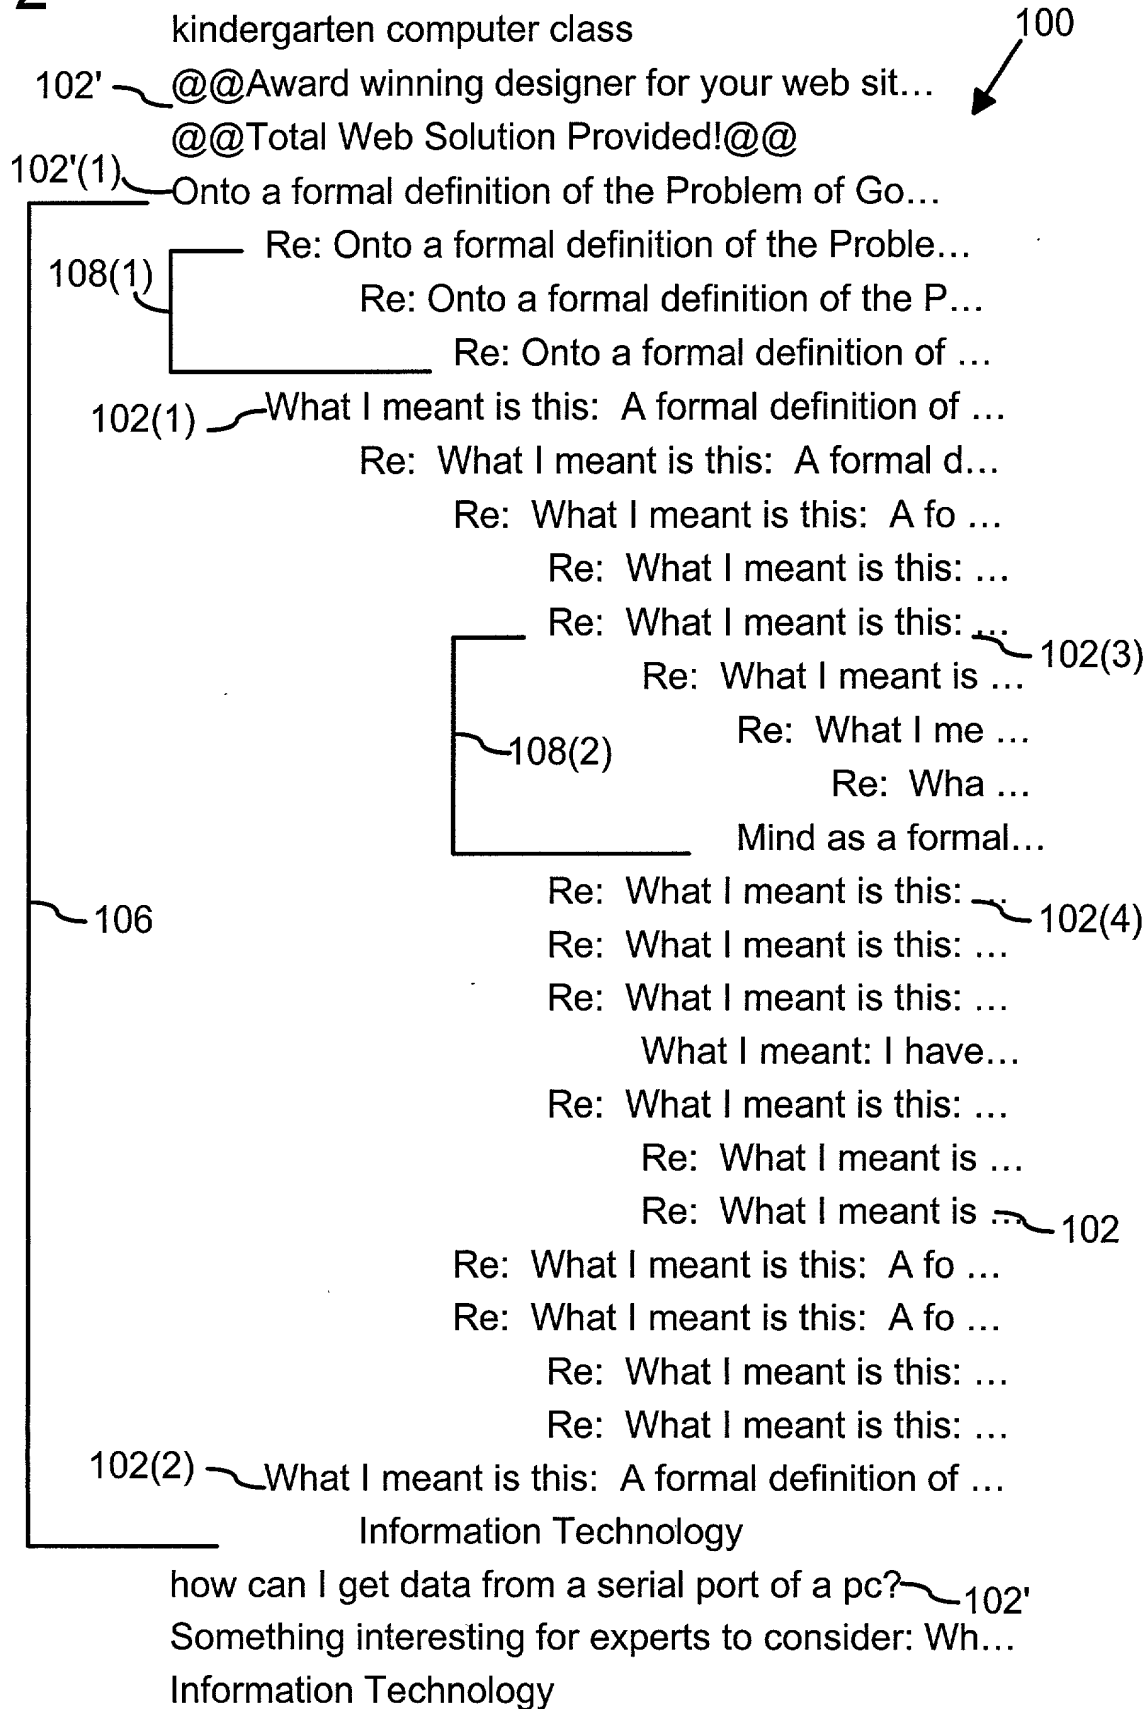 2
kindergarten computer class
100
102' @@Award winning designer for your web sit...
@@Total Web Solution Provided!@@
102'(1) Onto a formal definition of the Problem of Go...
Re: Onto a formal definition of the Proble...
108(1)
Re: Onto a formal definition of the P...
Re: Onto a formal definition of ...
102(1) What I meant is this: A formal definition of ...
Re: What I meant is this: A formal d...
Re: What I meant is this: A fo ...
Re: What I meant is this: ...
Re: What I meant is this: ...
102(3)
Re: What I meant is ...
Re: What I me ...
108(2)
Re: Wha ...
Mind as a formal...
Re: What I meant is this: ...
106
102(4)
Re: What I meant is this: ...
Re: What I meant is this: ...
What I meant: I have...
Re: What I meant is this: ...
Re: What I meant is ...
Re: What I meant is ...
102
Re: What I meant is this: A fo ...
Re: What I meant is this: A fo ...
Re: What I meant is this: ...
Re: What I meant is this: ...
102(2) What I meant is this: A formal definition of ...
Information Technology
how can I get data from a serial port of a pc? 102'
Something interesting for experts to consider: Wh...
Information Technology